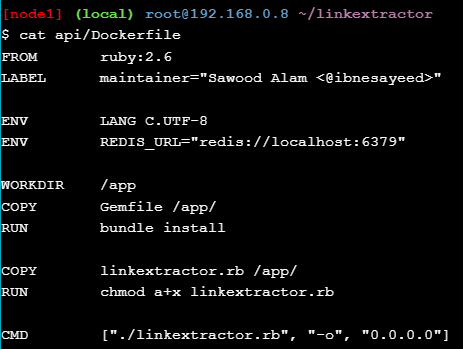 [node1] (local) root@192.168.0.8 ~/linkextractor
$ cat api/Dockerfile
FROM ruby:2.6
LABEL maintainer="Sawood Alam <@ibnesayeed>"
ENV LANG C.UTF-8
ENV REDIS_URL="redis://localhost:6379"
WORKDIR /app
COPY Gemfile /app/
RUN bundle install
COPY linkextractor.rb /app/
RUN chmod a+x linkextractor.rb
CMD ["./linkextractor.rb", "-o", "0.0.0.0"]